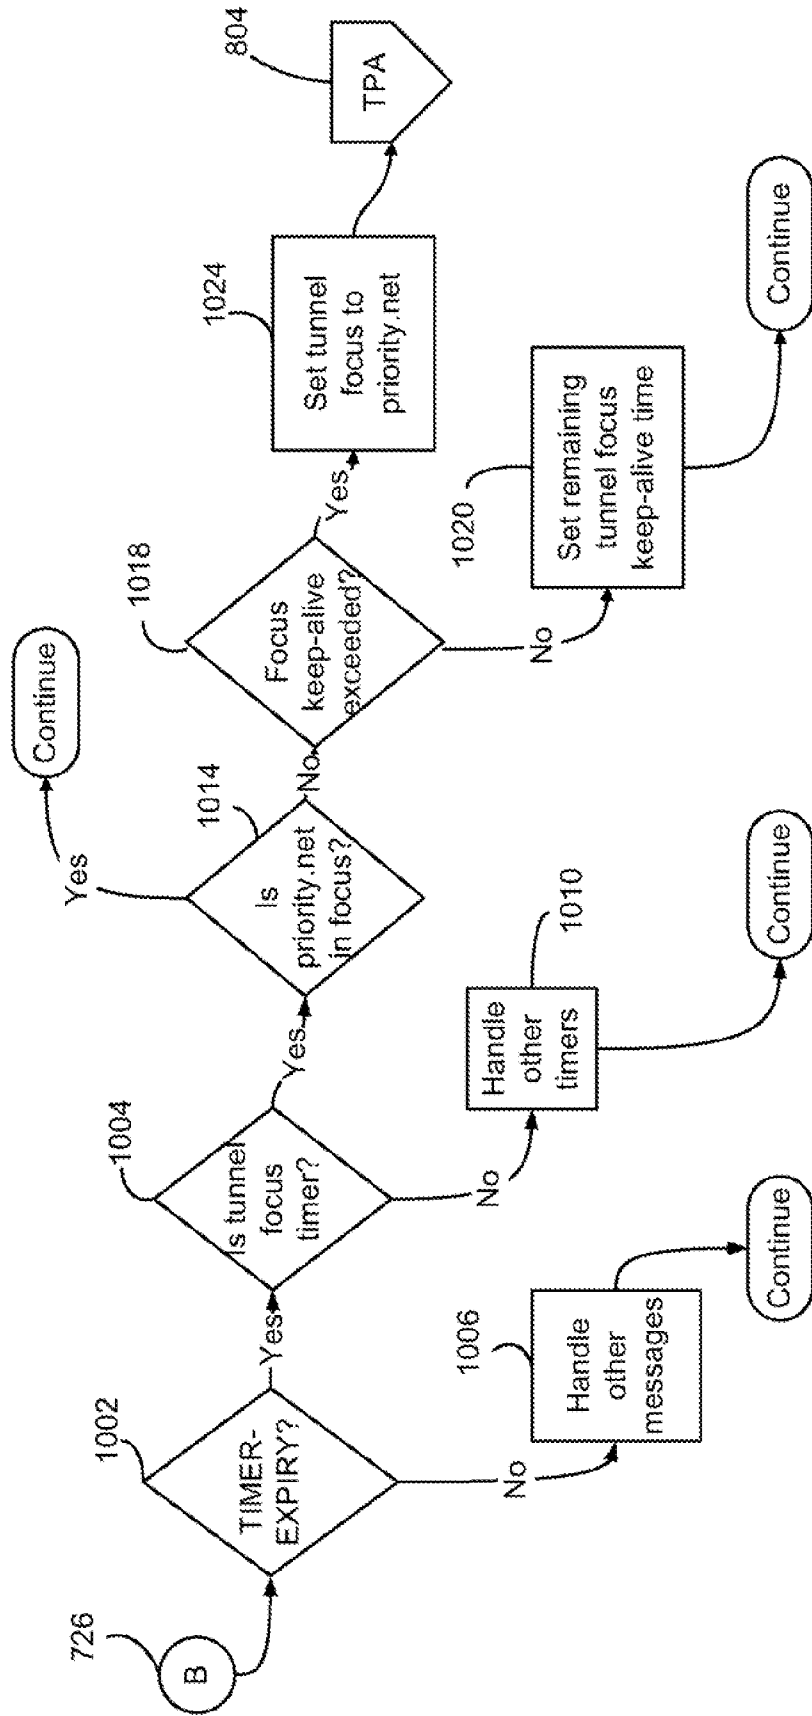 726
B
1002
TIMER-
EXPIRY?
Yes
No
1006
Handle
other
messages
Continue
1004
Is tunnel
focus
timer?
Yes
No
1010
Handle
other
timers
Continue
1014
Is
priority.net
in focus?
Yes
Continue
No
1018
Focus
keep-alive
exceeded?
Yes
No
1020
Set remaining
tunnel focus
keep-alive time
Continue
1024
Set tunnel
focus to
priority.net
804
TPA